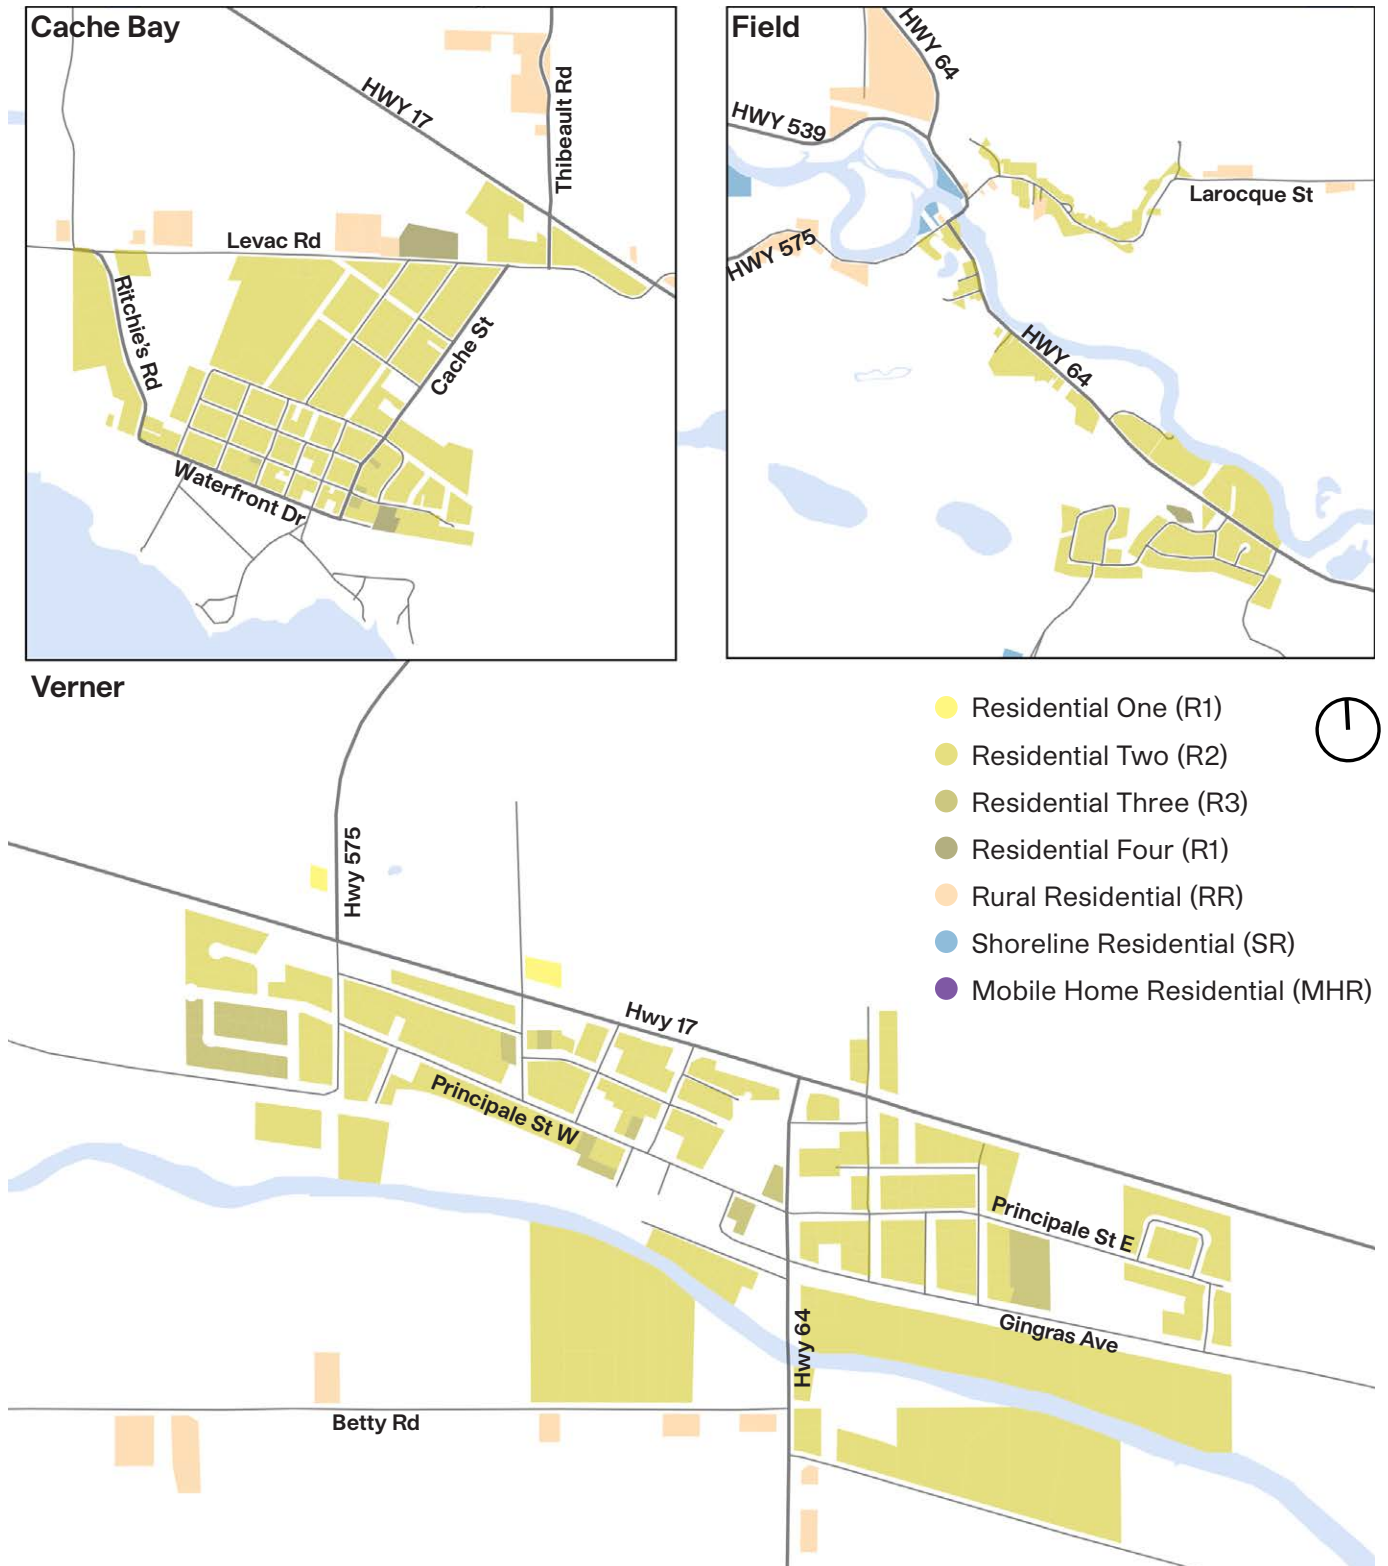 Cache Bay
HWY 17
Thibeault Rd
Levac Rd
Ritchie's Rd
Cache St
Waterfront Dr
Field
HWY 64
HWY 539
Larocque St
HWY 575
HWY 64
Verner
Residential One (R1)
Residential Two (R2)
Residential Three (R3)
Residential Four (R1)
Rural Residential (RR)
Shoreline Residential (SR)
Mobile Home Residential (MHR)
Hwy 575
Hwy 17
Principale St W
Principale St E
Gingras Ave
Hwy 64
Betty Rd